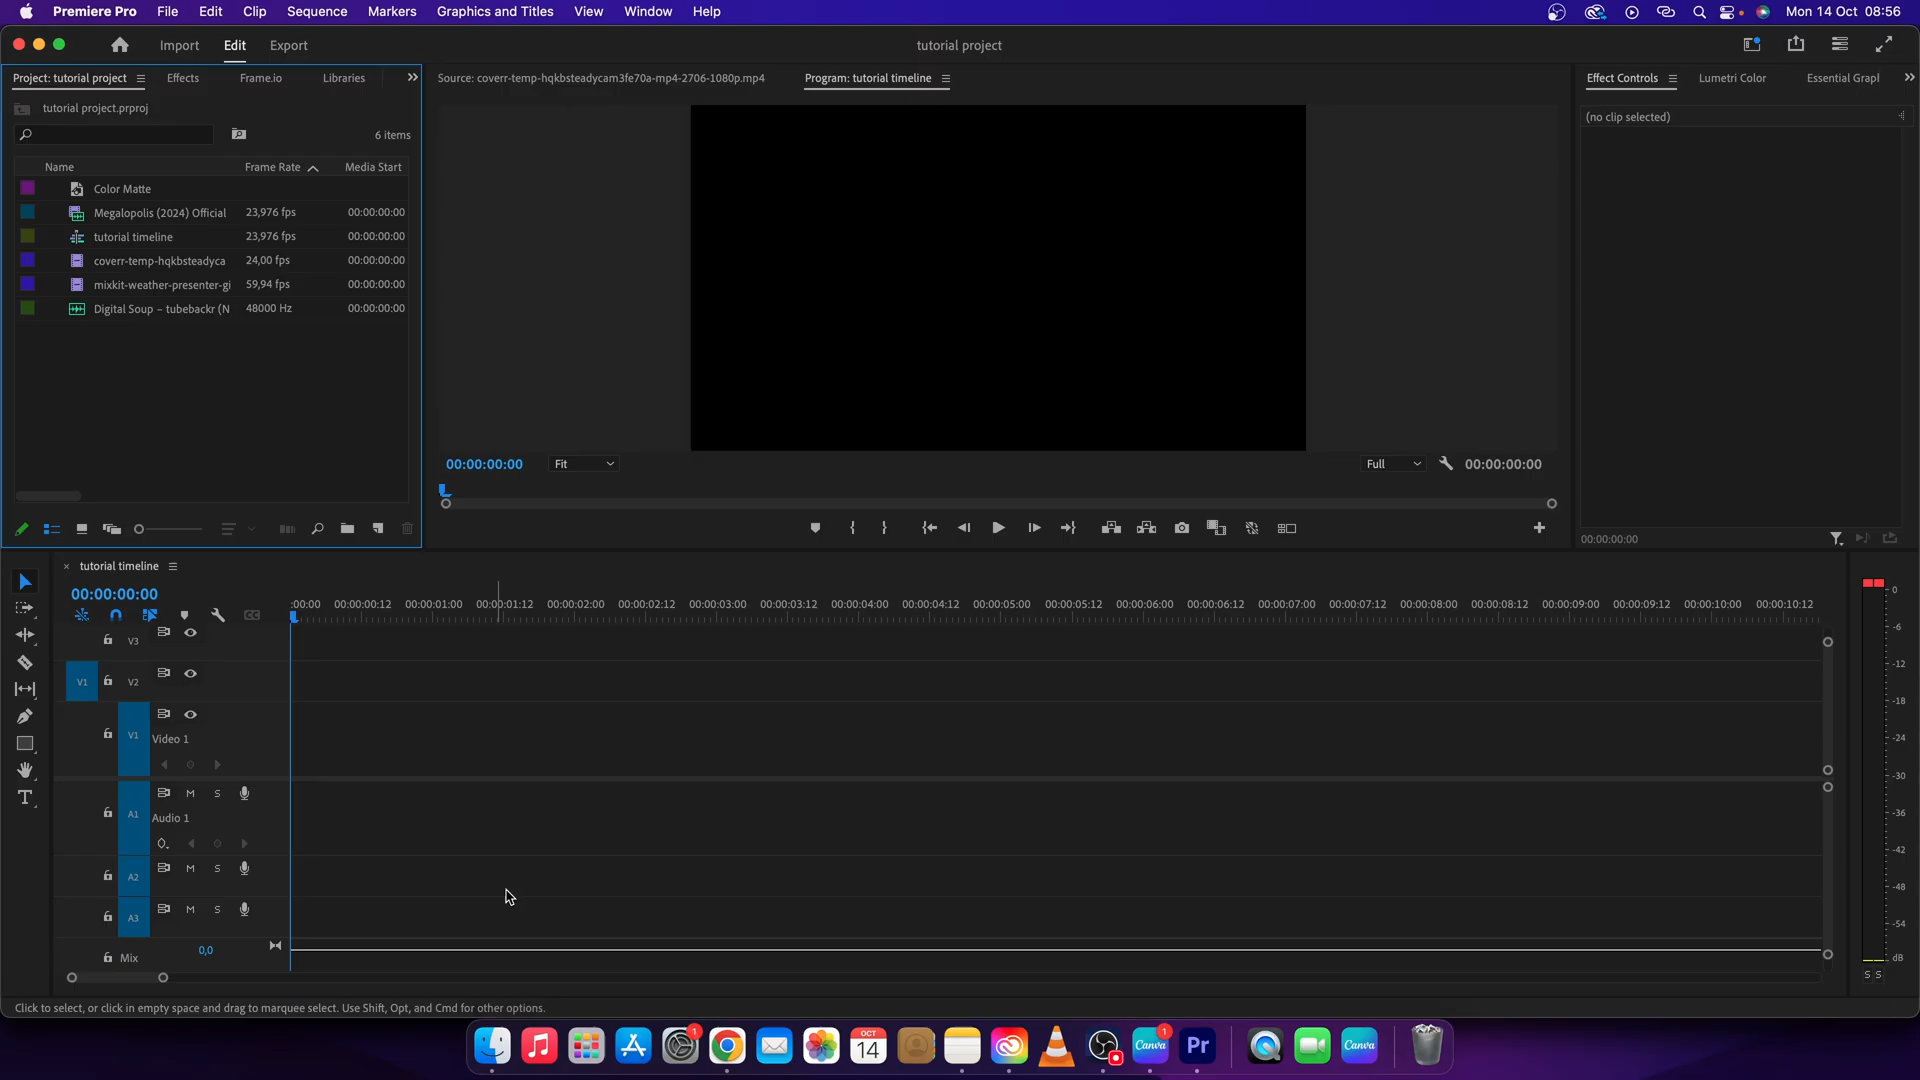 Premiere Pro File Edit Clip Sequence Markers Graphics and Titles View Window Help Mon 14 Oct 08:56
Import Edit Export tutorial project
Project: tutorial project Effects Frame.io Libraries
Source: coverr-temp-hqkbsteadycam3fe70a-mp4-2706-1080p.mp4 Program: tutorial timeline
Effect Controls Lumetri Color Essential Grapl
tutorial project.prproj
(no clip selected)
6 items
Name Frame Rate Media Start
Color Matte
Megalopolis (2024) Official 23,976 fps 00:00:00:00
tutorial timeline 23,976 fps 00:00:00:00
coverr-temp-hqkbsteadyca 24,00 fps 00:00:00:00
mixkit-weather-presenter-gi 59,94 fps 00:00:00:00
Digital Soup – tubebackr (N 48000 Hz 00:00:00:00
00:00:00:00 Fit Full 00:00:00:00
00:00:00:00
tutorial timeline
00:00:00:00
:00:00 00:00:00:12 00:00:01:00 00:00:01:12 00:00:02:00 00:00:02:12 00:00:03:00 00:00:03:12 00:00:04:00 00:00:04:12 00:00:05:00 00:00:05:12 00:00:06:00 00:00:06:12 00:00:07:00 00:00:07:12 00:00:08:00 00:00:08:12 00:00:09:00 00:00:09:12 00:00:10:00 00:00:10:12
CC
V3
V1 V2
V1 Video 1
A1 M S
Audio 1
A2 M S
A3 M S
Mix 0,0
0
-6
-12
-18
-24
-30
-36
-42
-48
-54
dB
S S
Click to select, or click in empty space and drag to marquee select. Use Shift, Opt, and Cmd for other options.
1
OCT
14
Canva
1
Pr
Canva